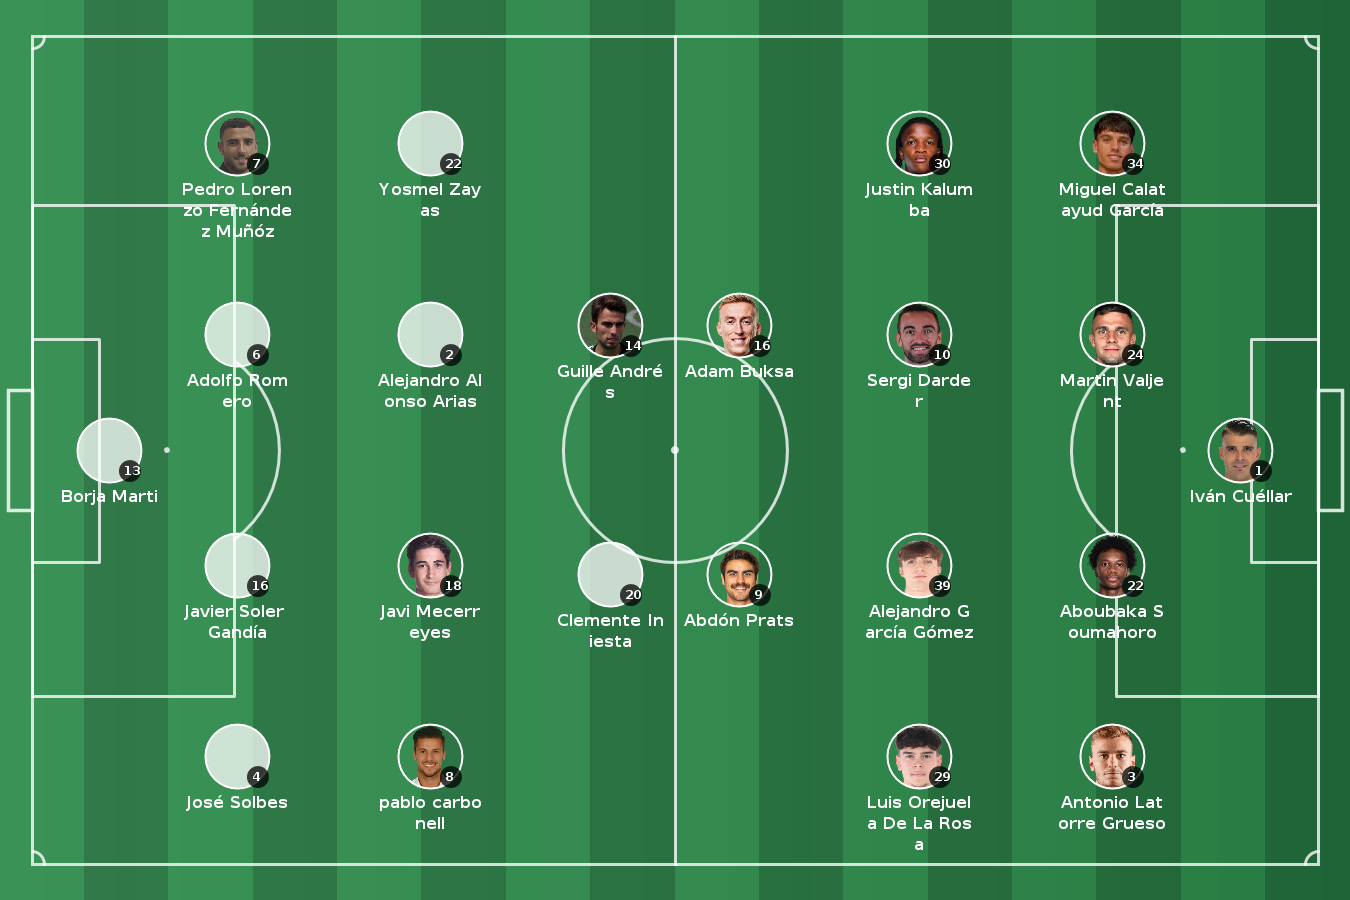 7
Pedro Loren
zo Fernánde
z Muñóz
22
Yosmel Zay
as
30
Justin Kalum
ba
34
Miguel Calat
ayud García
6
Adolfo Rom
ero
2
Alejandro Al
onso Arias
14
Guille André
s
16
Adam Buksa
10
Sergi Darde
r
24
Martin Valje
nt
13
Borja Marti
1
Iván Cuéllar
16
Javier Soler
Gandía
18
Javi Mecerr
eyes
20
Clemente In
iesta
9
Abdón Prats
39
Alejandro G
arcía Gómez
22
Aboubaka S
oumahoro
4
José Solbes
8
pablo carbo
nell
29
Luis Orejuel
a De La Ros
a
3
Antonio Lat
orre Grueso